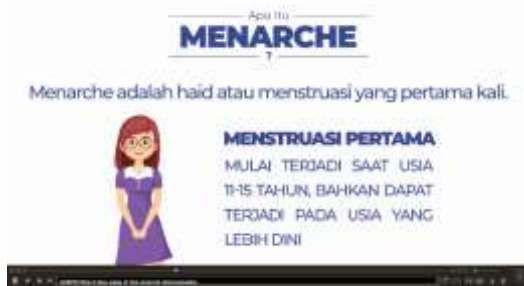 Apa Itu
MENARCHE
?
Menarche adalah haid atau menstruasi yang pertama kali.
MENSTRUASI PERTAMA
MULAI TERJADI SAAT USIA
11-15 TAHUN, BAHKAN DAPAT
TERJADI PADA USIA YANG
LEBIH DINI